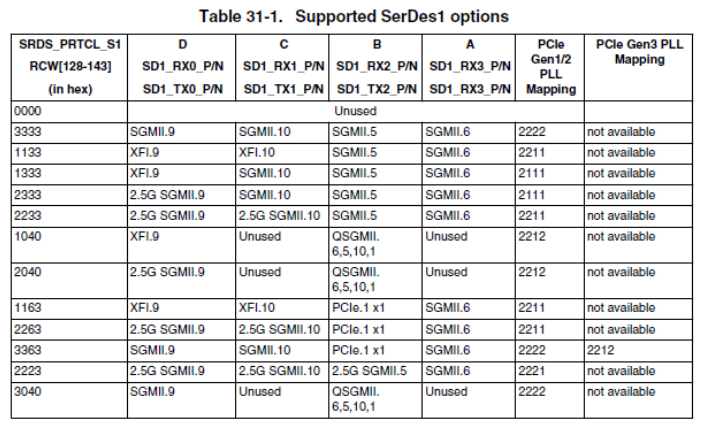 Table 31-1. Supported SerDes1 options
SRDS_PRTCL_S1 RCW[128-143] (in hex) | D SD1_RX0_P/N SD1_TX0_P/N | C SD1_RX1_P/N SD1_TX1_P/N | B SD1_RX2_P/N SD1_TX2_P/N | A SD1_RX3_P/N SD1_RX3_P/N | PCIe Gen1/2 PLL Mapping | PCIe Gen3 PLL Mapping
0000 | Unused
3333 | SGMII.9 | SGMII.10 | SGMII.5 | SGMII.6 | 2222 | not available
1133 | XFI.9 | XFI.10 | SGMII.5 | SGMII.6 | 2211 | not available
1333 | XFI.9 | SGMII.10 | SGMII.5 | SGMII.6 | 2111 | not available
2333 | 2.5G SGMII.9 | SGMII.10 | SGMII.5 | SGMII.6 | 2111 | not available
2233 | 2.5G SGMII.9 | 2.5G SGMII.10 | SGMII.5 | SGMII.6 | 2211 | not available
1040 | XFI.9 | Unused | QSGMII. 6,5,10,1 | Unused | 2212 | not available
2040 | 2.5G SGMII.9 | Unused | QSGMII. 6,5,10,1 | Unused | 2212 | not available
1163 | XFI.9 | XFI.10 | PCIe.1 x1 | SGMII.6 | 2211 | not available
2263 | 2.5G SGMII.9 | 2.5G SGMII.10 | PCIe.1 x1 | SGMII.6 | 2211 | not available
3363 | SGMII.9 | SGMII.10 | PCIe.1 x1 | SGMII.6 | 2222 | 2212
2223 | 2.5G SGMII.9 | 2.5G SGMII.10 | 2.5G SGMII.5 | SGMII.6 | 2221 | not available
3040 | SGMII.9 | Unused | QSGMII. 6,5,10,1 | Unused | 2222 | not available